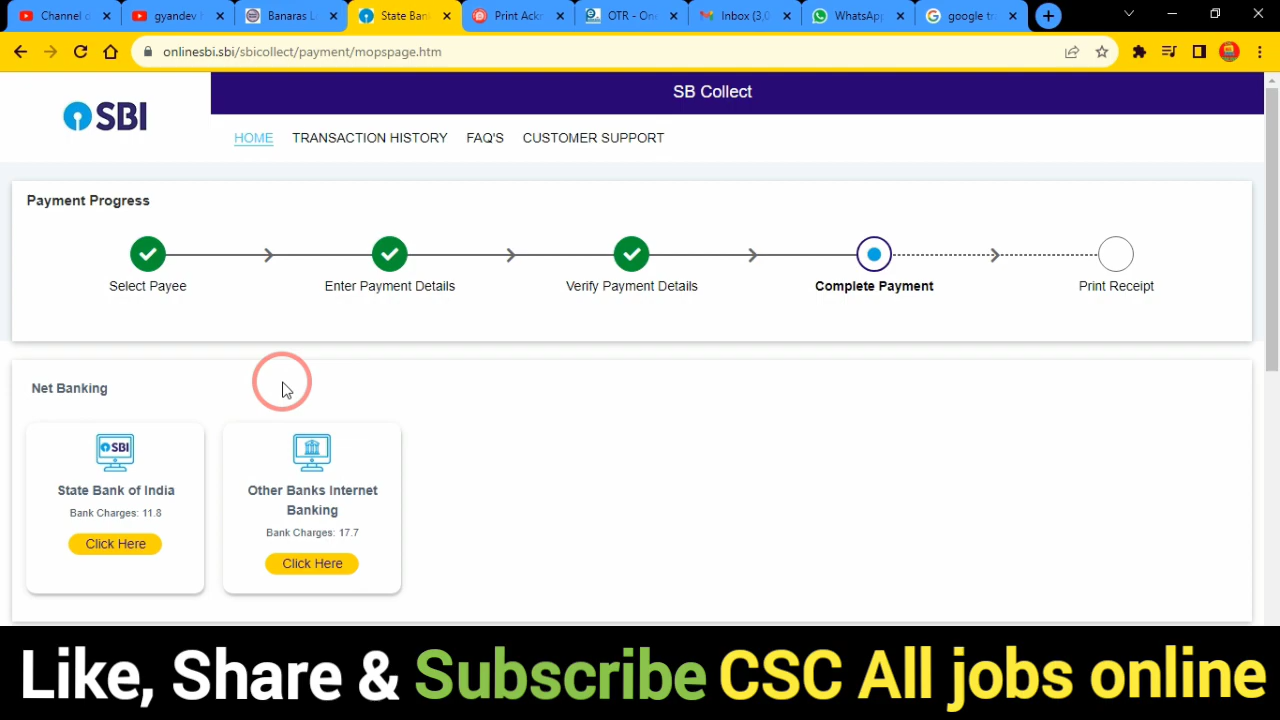 Channel d
gyandev
Banaras L
State Ban
Print Ackn
OTR - One
Inbox (3,0
WhatsApp
google tra
onlinesbi.sbi/sbicollect/payment/mopspage.htm
SBI
SB Collect
HOME TRANSACTION HISTORY FAQ'S CUSTOMER SUPPORT
Payment Progress
Select Payee
Enter Payment Details
Verify Payment Details
Complete Payment
Print Receipt
Net Banking
SBI
State Bank of India
Bank Charges: 11.8
Click Here
Other Banks Internet
Banking
Bank Charges: 17.7
Click Here
Like, Share & Subscribe CSC All jobs online